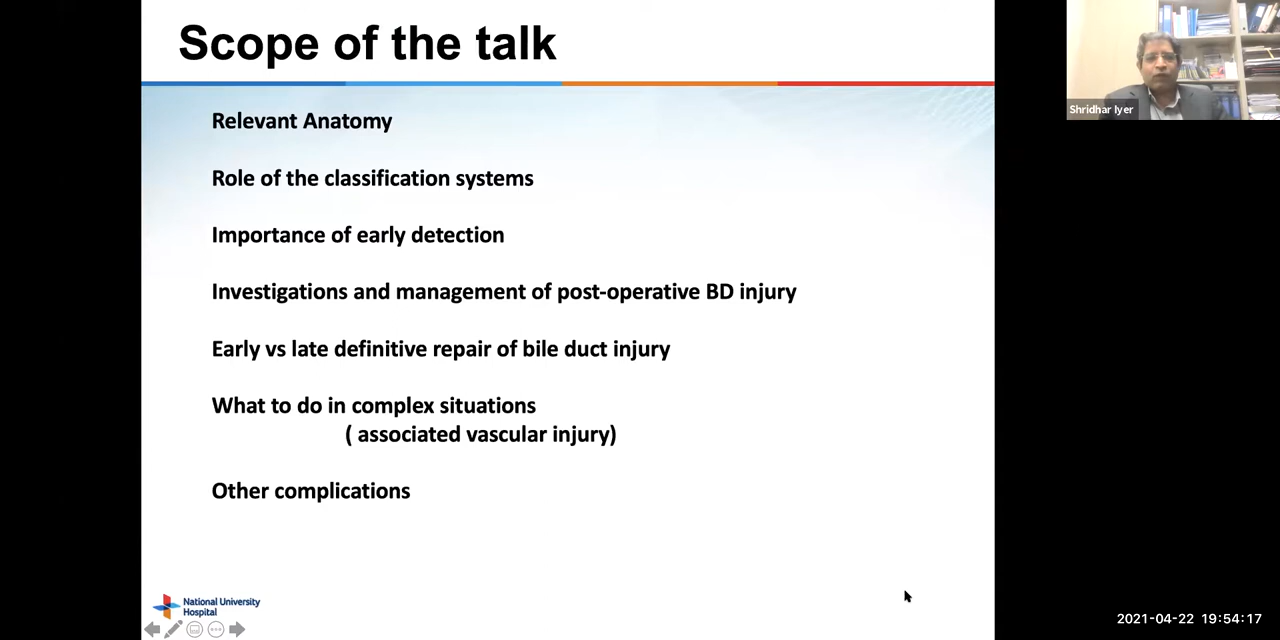 Scope of the talk
Relevant Anatomy
Role of the classification systems
Importance of early detection
Investigations and management of post-operative BD injury
Early vs late definitive repair of bile duct injury
What to do in complex situations
( associated vascular injury)
Other complications
National University
Hospital
Shridhar Iyer
2021-04-22 19:54:17